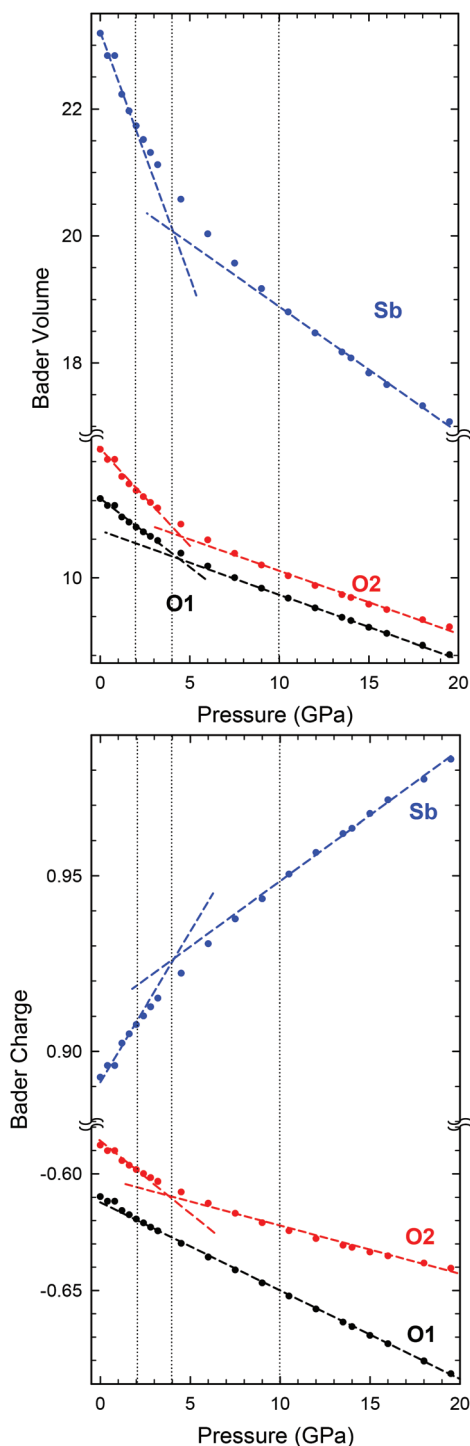 22
20
18
10
Bader Volume
Sb
O2
O1
0 5 10 15 20
Pressure (GPa)
0.95
0.90
-0.60
-0.65
Bader Charge
Sb
O2
O1
0 5 10 15 20
Pressure (GPa)